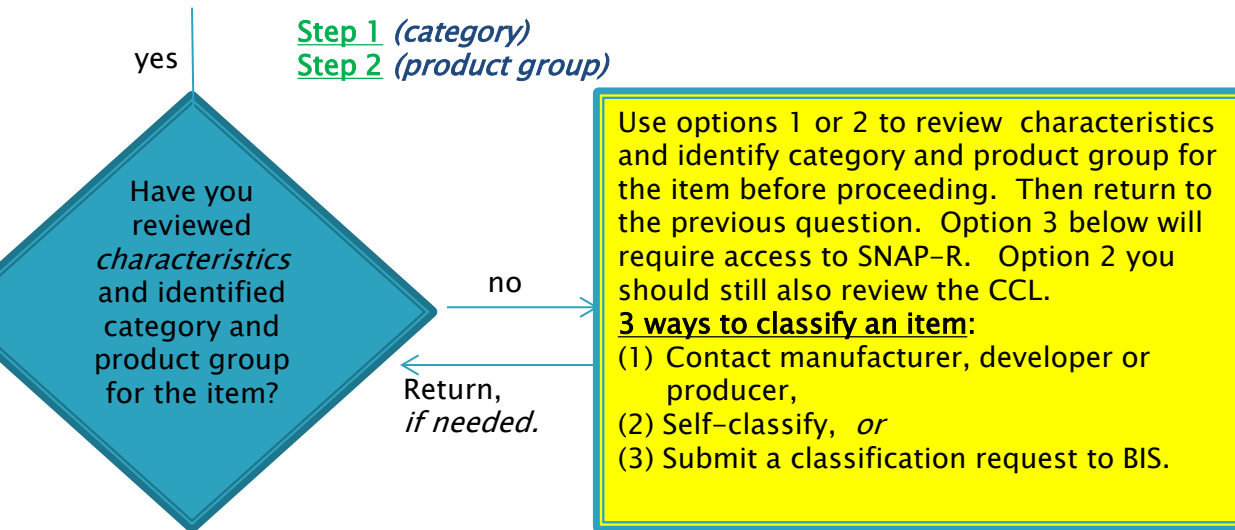 Step 1 (category)
yes
Step 2 (product group)
Have you
reviewed
characteristics
and identified
category and
product group
for the item?
no
Return,
if needed.
Use options 1 or 2 to review characteristics
and identify category and product group for
the item before proceeding. Then return to
the previous question. Option 3 below will
require access to SNAP-R. Option 2 you
should still also review the CCL.
3 ways to classify an item:
(1) Contact manufacturer, developer or
producer,
(2) Self-classify, or
(3) Submit a classification request to BIS.